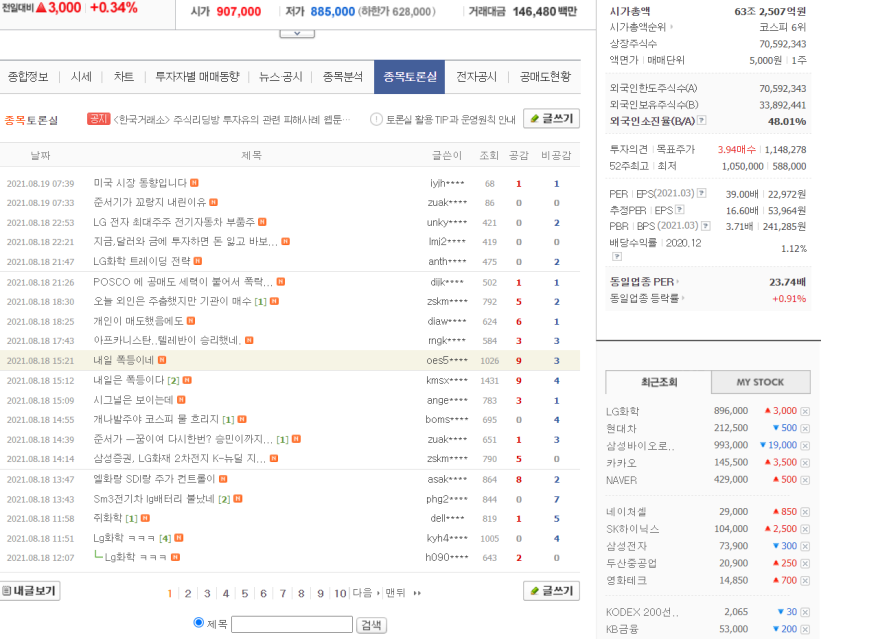 전일대비 ▲3,000 | +0.34%
시가 907,000 저가 885,000 (하한가 628,000) 거래대금 146,480 백만
종합정보 시세 차트 투자자별 매매동향 뉴스·공시 종목분석 종목토론실 전자공시 공매도현황
종목토론실 공지 <한국거래소> 주식리딩방 투자유의 관련 피해사례 웹툰… 토론실 활용 TIP과 운영원칙 안내 글쓰기
날짜 제목 글쓴이 조회 공감 비공감
2021.08.19 07:39 미국 시장 동향입니다 N iyjh**** 68 1 1
2021.08.19 07:33 준서기가 꼬랑지 내린이유 N zuak**** 86 0 0
2021.08.18 22:53 LG 전자 최대주주 전기자동차 부품주 N unky**** 421 0 2
2021.08.18 22:21 지금,달러와 금에 투자하면 돈 잃고 바보... N lmi2**** 419 0 0
2021.08.18 21:47 LG화학 트레이딩 전략 N anth**** 475 0 2
2021.08.18 21:26 POSCO 에 공매도 세력이 붙어서 폭락... N dijk**** 502 1 1
2021.08.18 18:30 오늘 외인은 주춤했지만 기관이 매수 [1] N zskm**** 792 5 2
2021.08.18 18:25 개인이 매도했음에도 N diaw**** 624 6 1
2021.08.18 17:43 아프카니스탄..텔레반이 승리했네. N rngk**** 584 3 3
2021.08.18 15:21 내일 폭등이네 N oes5**** 1026 9 3
2021.08.18 15:12 내일은 폭등이다 [2] N kmsx**** 1431 9 4
2021.08.18 15:09 시그널은 보이는데 N ange**** 783 3 1
2021.08.18 14:55 개나발주야 코스피 물 흐리지 [1] N boms**** 695 0 4
2021.08.18 14:39 준서가 ㅡ꿈이여 다시한번? 승민이까지... [1] N zuak**** 651 1 3
2021.08.18 14:14 삼성증권, LG화재 2차전지 K-뉴딜 지... N zskm**** 790 5 0
2021.08.18 13:47 엘화랑 SDI랑 주가 컨트롤이 N asak**** 864 8 2
2021.08.18 13:43 Sm3전기차 lg배터리 불났네 [2] N phg2**** 844 0 7
2021.08.18 11:58 쥐화학 [1] N dell**** 819 1 5
2021.08.18 11:51 Lg화학 ㅋㅋㅋ [4] N kyh4**** 1005 0 4
2021.08.18 12:07 Lg화학 ㅋㅋㅋ N h090**** 643 2 0
내글보기 1 2 3 4 5 6 7 8 9 10 다음 맨뒤 글쓰기
제목 검색
시가총액 63조 2,507억원
시가총액순위 코스피 6위
상장주식수 70,592,343
액면가 | 매매단위 5,000원 | 1주
외국인한도주식수(A) 70,592,343
외국인보유주식수(B) 33,892,441
외국인소진율(B/A) ? 48.01%
투자의견 | 목표주가 3.94매수 | 1,148,278
52주최고 | 최저 1,050,000 | 588,000
PER | EPS(2021.03) ? 39.00배 | 22,972원
추정PER | EPS ? 16.60배 | 53,964원
PBR | BPS (2021.03) ? 3.71배 | 241,285원
배당수익률 | 2020.12 ? 1.12%
동일업종 PER 23.74배
동일업종 등락률 +0.91%
최근조회 MY STOCK
LG화학 896,000 ▲3,000
현대차 212,500 ▼500
삼성바이오로.. 993,000 ▼19,000
카카오 145,500 ▲3,500
NAVER 429,000 ▲500
네이처셀 29,000 ▲850
SK하이닉스 104,000 ▲2,500
삼성전자 73,900 ▼300
두산중공업 20,900 ▲250
영화테크 14,850 ▲700
KODEX 200선.. 2,065 ▼30
KB금융 53,000 ▼200